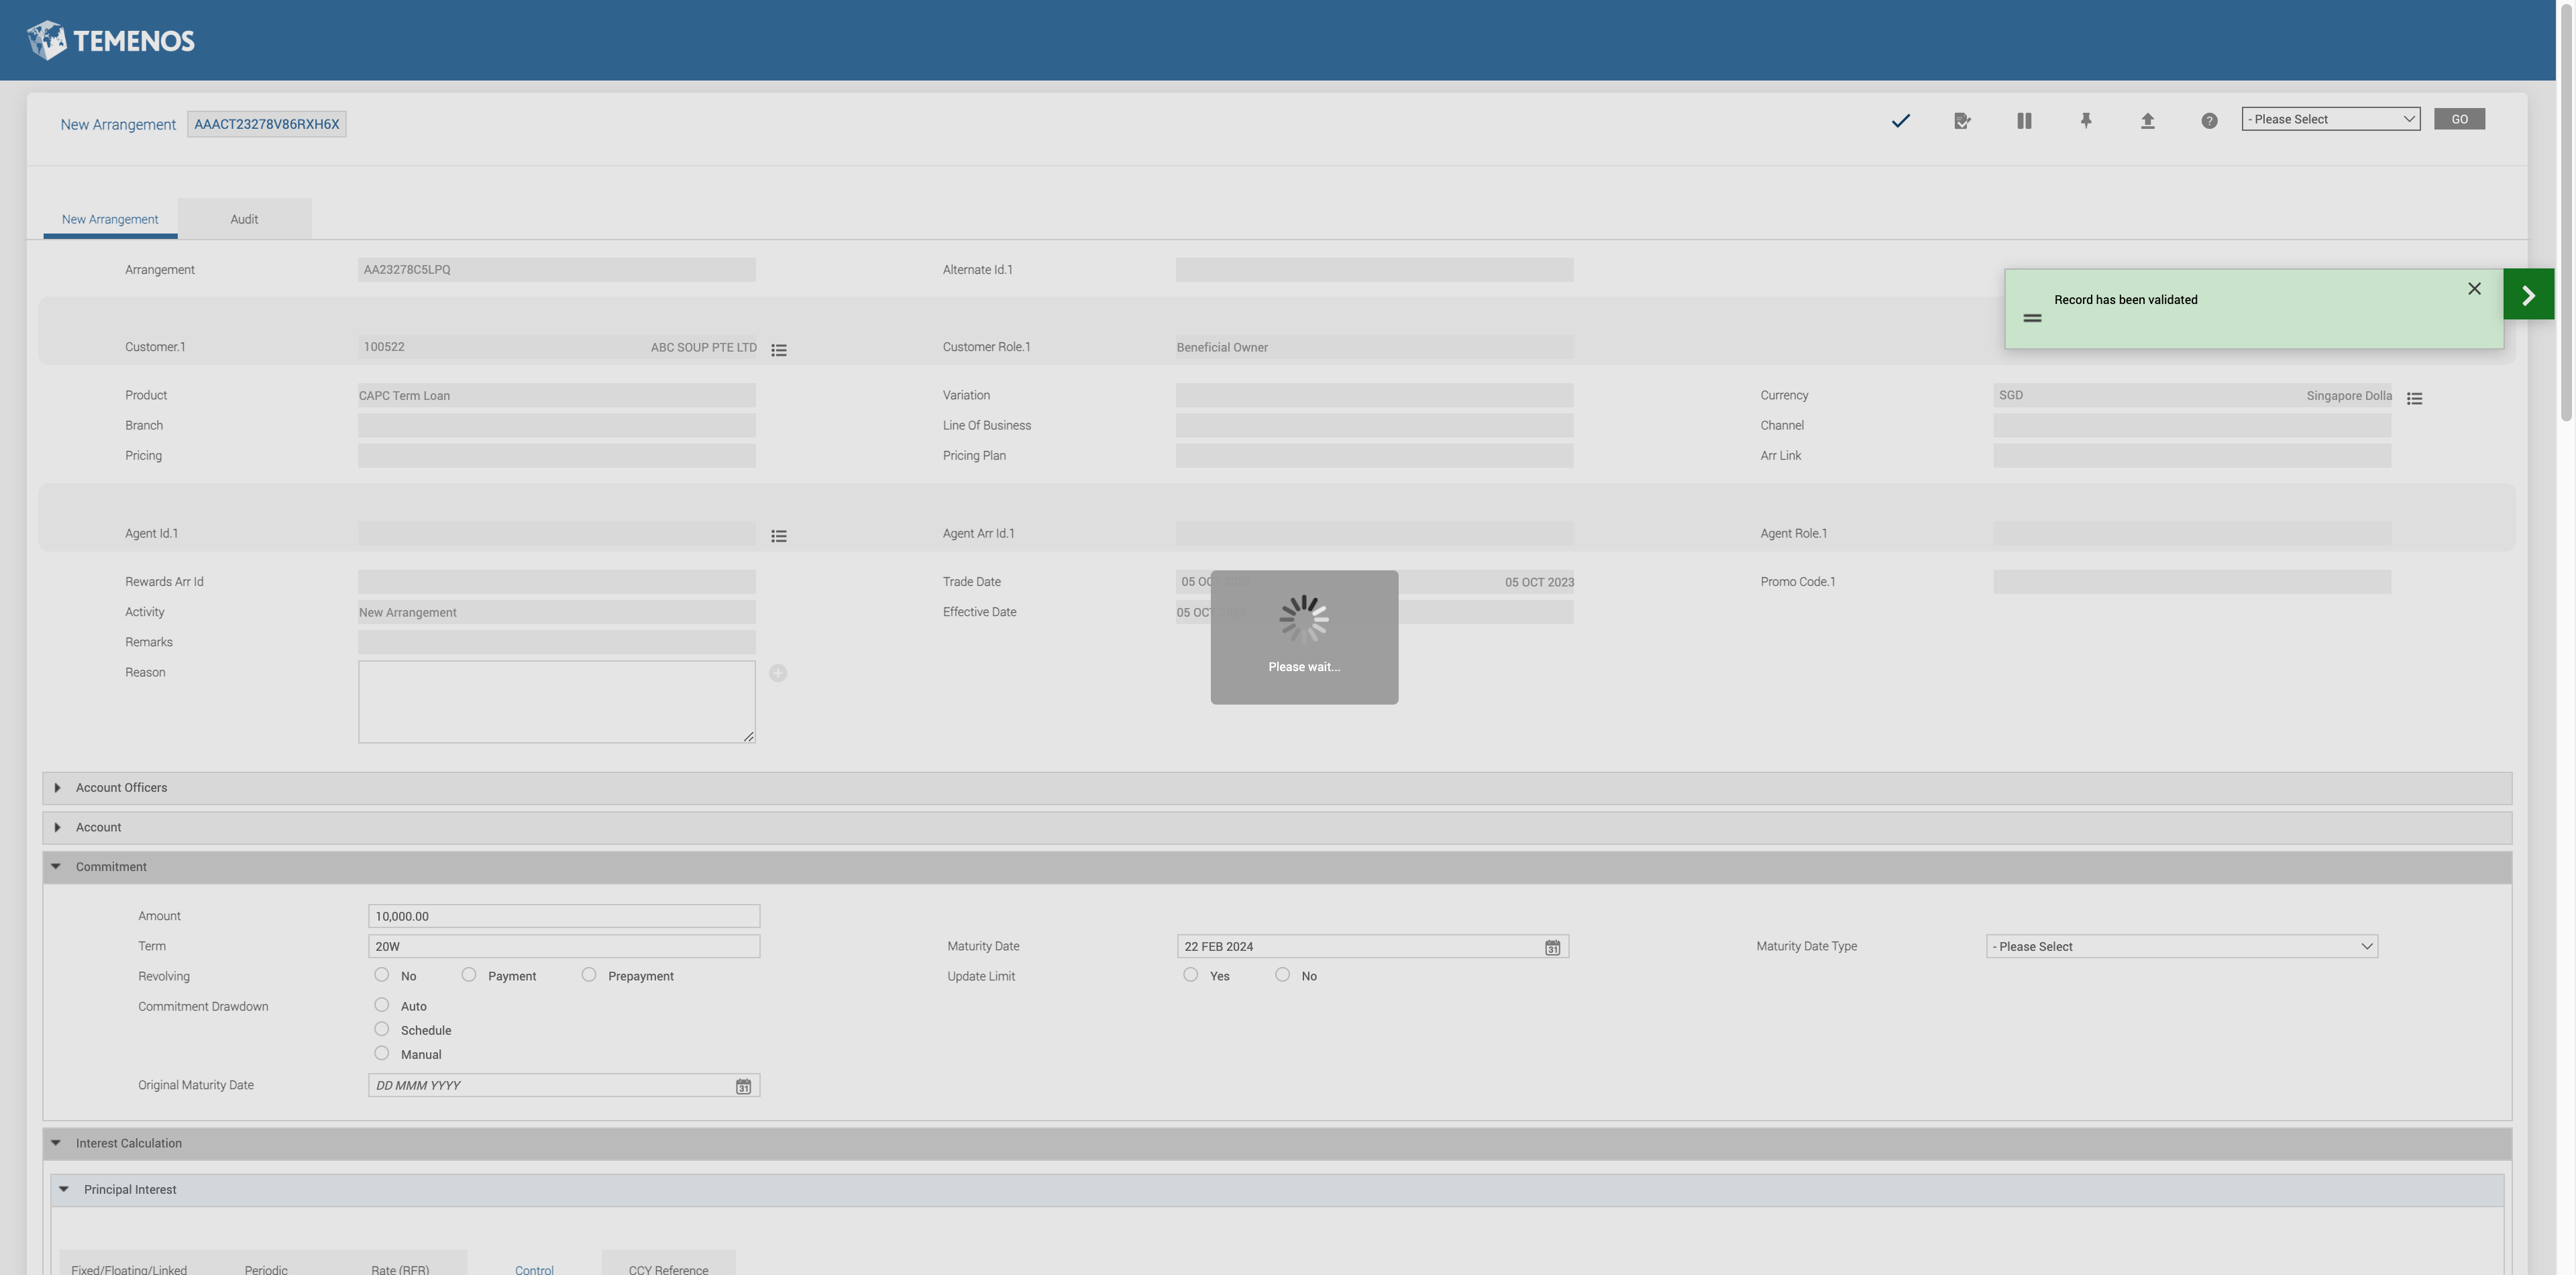 TEMENOS
New Arrangement AAACT23278V86RXH6X - Please Select GO
New Arrangement Audit
Arrangement AA23278C5LPQ Alternate Id.1
Record has been validated
Customer.1 100522 ABC SOUP PTE LTD Customer Role.1 Beneficial Owner
Product CAPC Term Loan Variation Currency SGD Singapore Dolla
Branch Line Of Business Channel
Pricing Pricing Plan Arr Link
Agent Id.1 Agent Arr Id.1 Agent Role.1
Rewards Arr Id Trade Date 05 OCT 2023 05 OCT 2023 Promo Code.1
Activity New Arrangement Effective Date 05 OCT 2023
Remarks
Please wait...
Reason
Account Officers
Account
Commitment
Amount 10,000.00
Term 20W Maturity Date 22 FEB 2024 31 Maturity Date Type - Please Select
Revolving No Payment Prepayment Update Limit Yes No
Commitment Drawdown Auto
Schedule
Manual
Original Maturity Date DD MMM YYYY 31
Interest Calculation
Principal Interest
Fixed/Floating/Linked Periodic Rate (RFR) Control CCY Reference